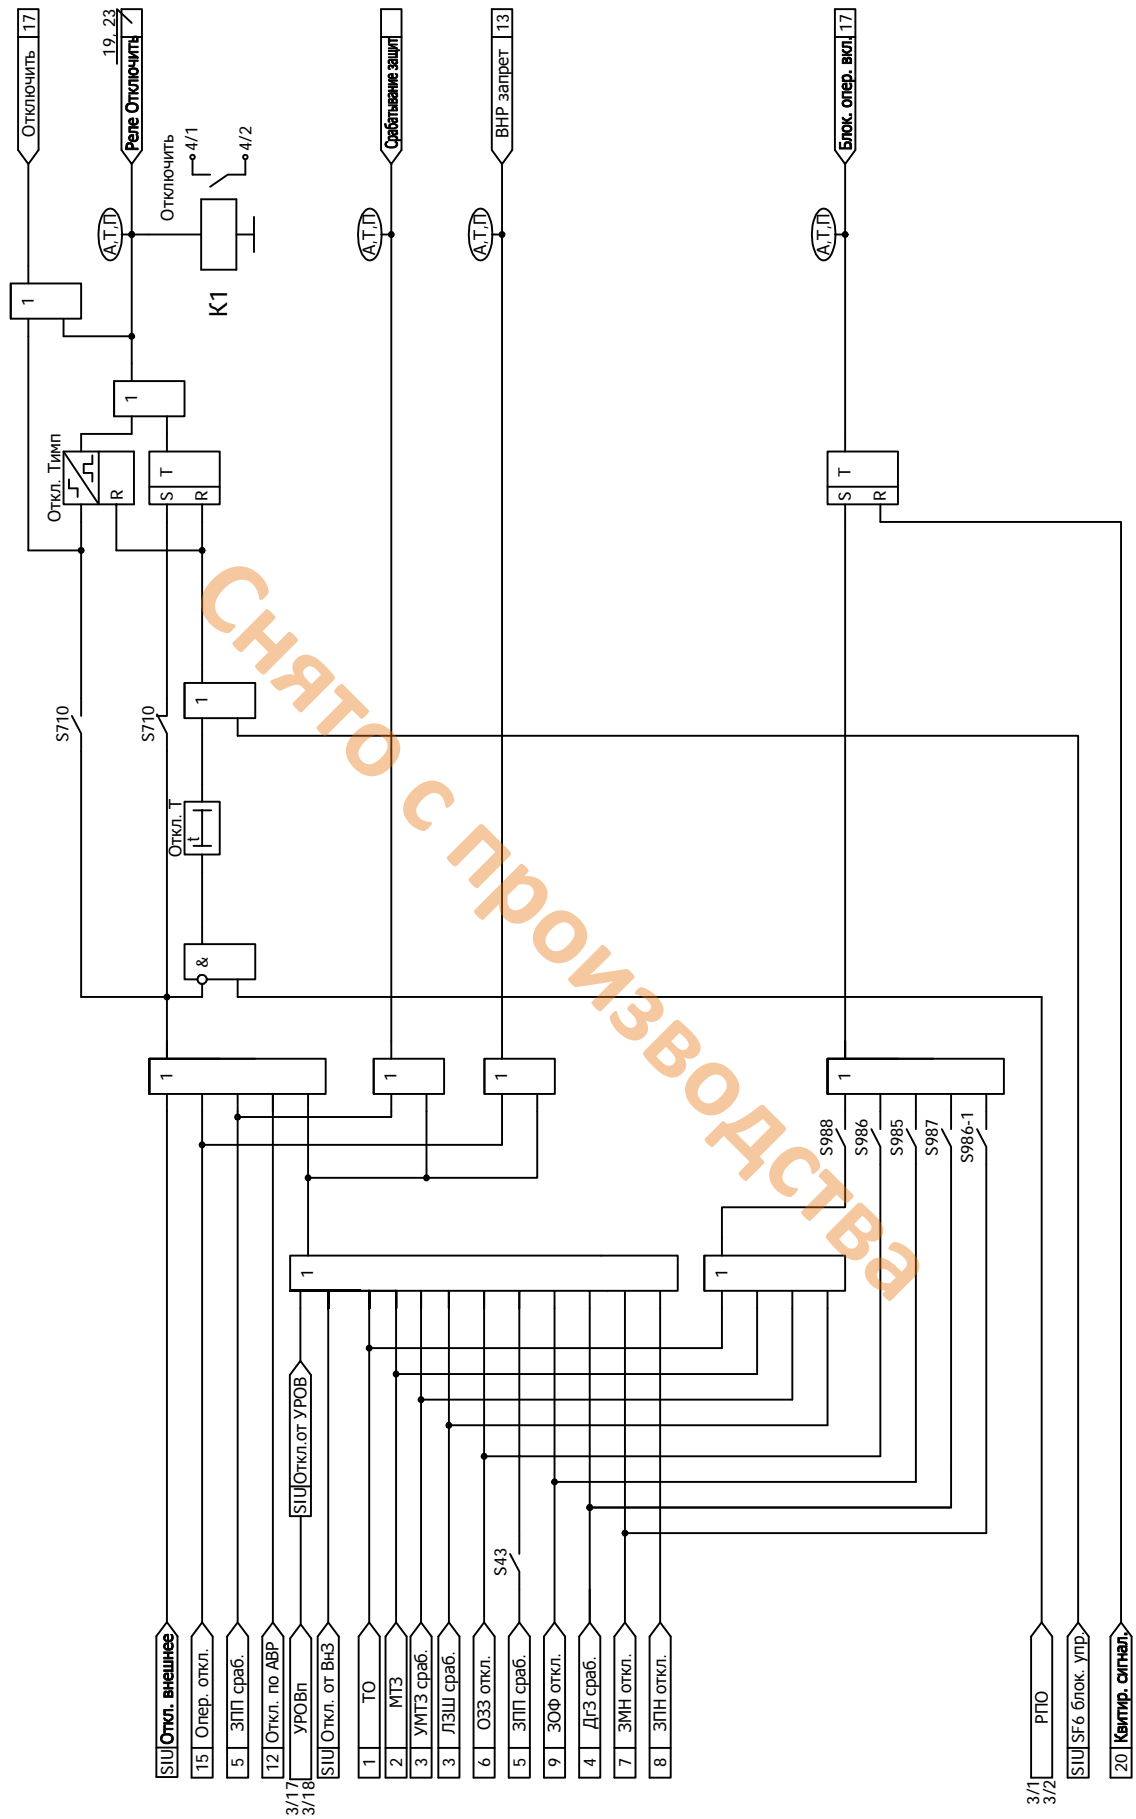 Отключить 17
19, 23
Реле Отключить
Срабатывание защит
ВНР запрет 13
Блок. опер. вкл. 17
А,Т,П
А,Т,П
А,Т,П
А,Т,П
Отключить
4/1
4/2
К1
1
1
Откл. Тимп
R
S T
R
S T
R
S710
S710
1
Откл. Т
t
&
1
1
1
1
S988
S986
S985
S987
S986-1
1
1
SIU Откл.от УРОВ
S43
SIU Откл. внешнее
15 Опер. откл.
5 ЗПП сраб.
12 Откл. по АВР
3/17
3/18
УРОВп
SIU Откл. от ВнЗ
1 ТО
2 МТЗ
3 УМТЗ сраб.
3 ЛЗШ сраб.
6 ОЗЗ откл.
5 ЗПП сраб.
9 ЗОФ откл.
4 ДгЗ сраб.
7 ЗМН откл.
8 ЗПН откл.
3/1
3/2
РПО
SIU SF6 блок. упр.
20 Квитир. сигнал.
Снято с производства